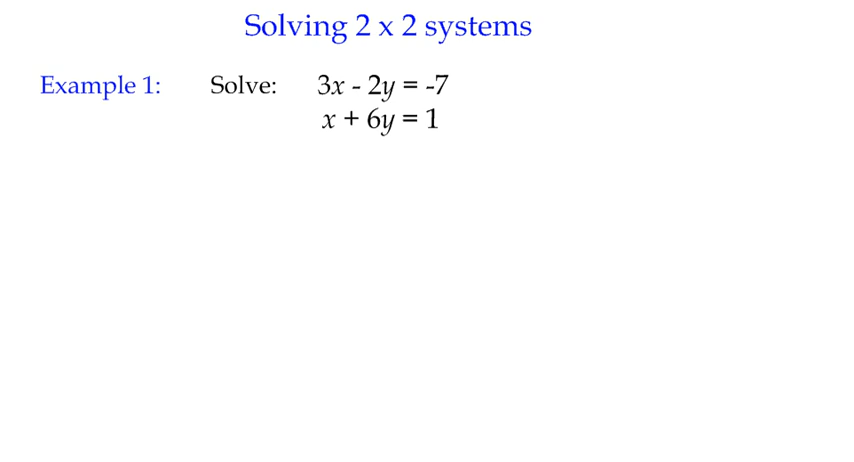 Solving 2 x 2 systems
Example 1: Solve: 3x - 2y = -7
x + 6y = 1